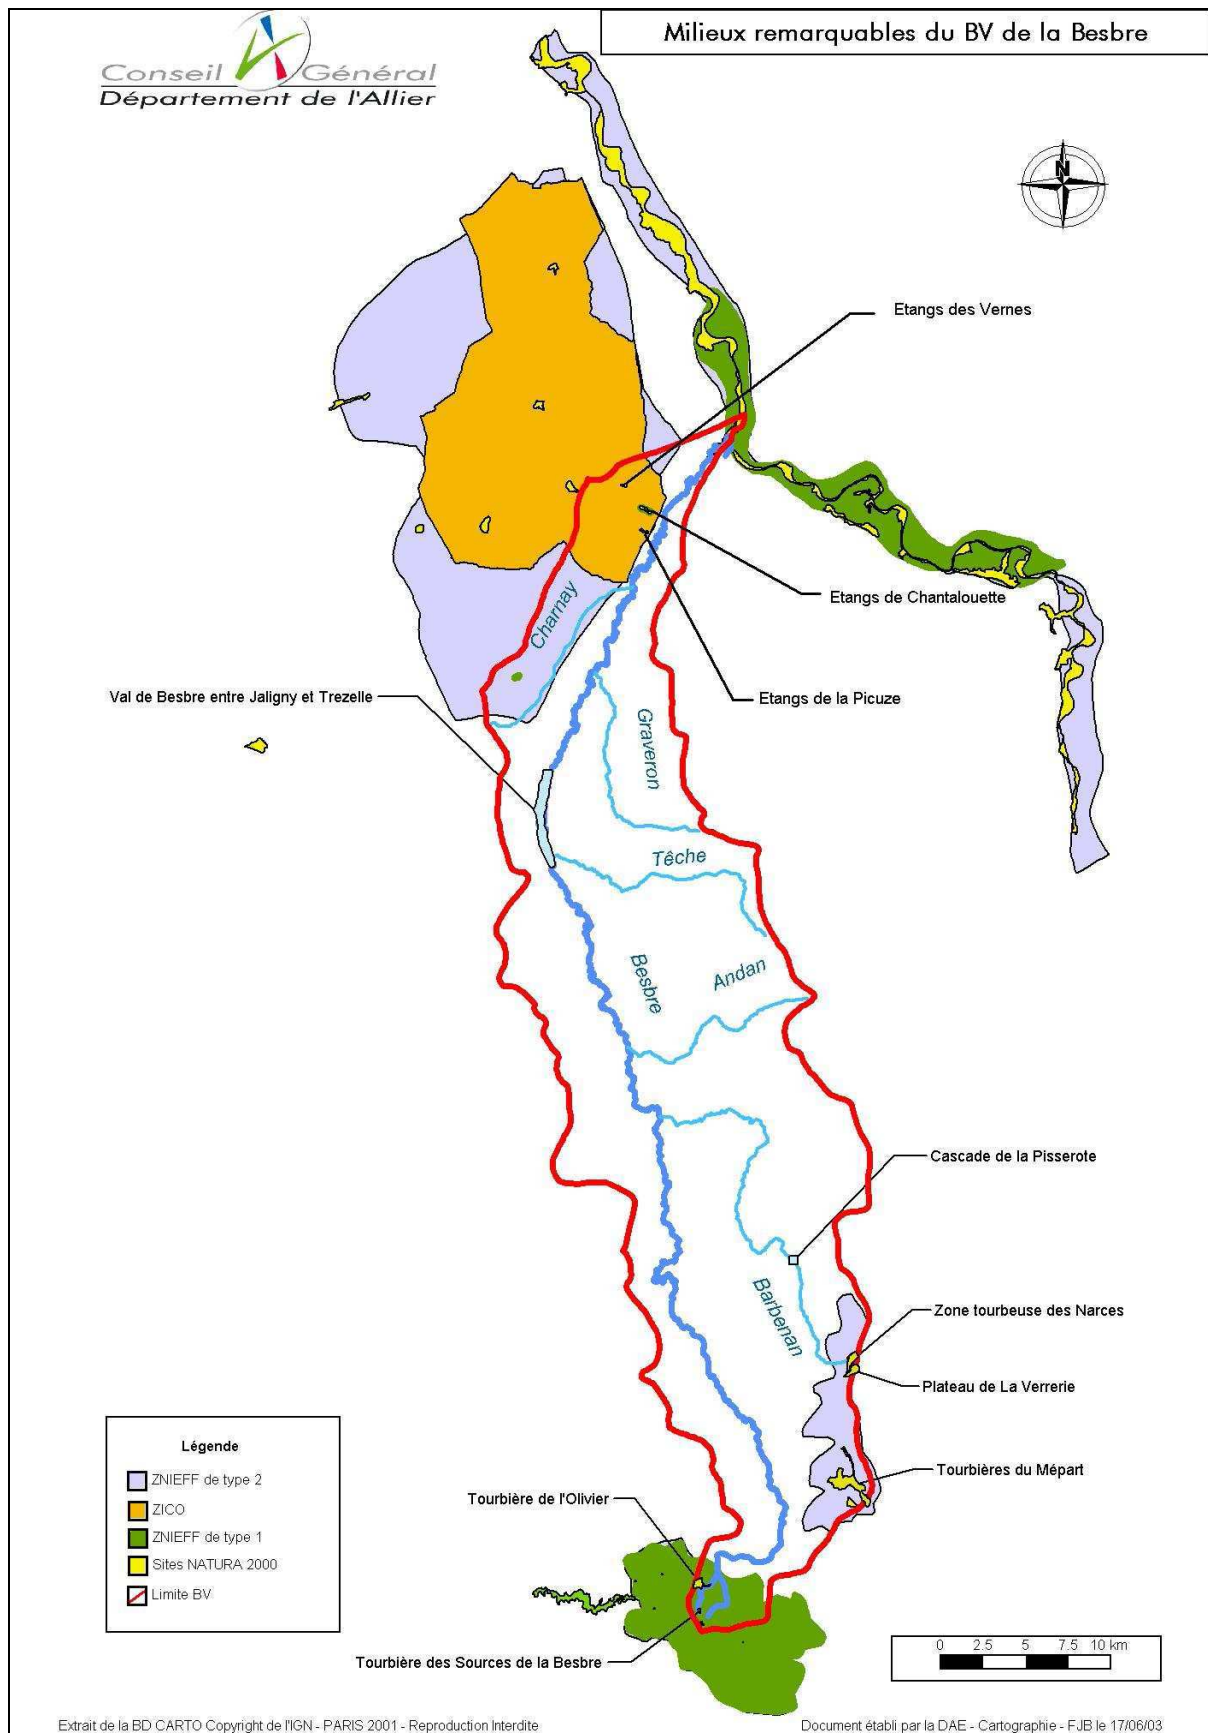 Milieux remarquables du BV de la Besbre
Conseil Général
Département de l'Allier
N
Etangs des Vernes
Etangs de Chantalouette
Charnay
Val de Besbre entre Jaligny et Trezelle
Etangs de la Picuze
Graveron
Têche
Besbre
Andan
Cascade de la Pisserote
Barbenan
Zone tourbeuse des Narces
Plateau de La Verrerie
Tourbières du Mépart
Tourbière de l'Olivier
Tourbière des Sources de la Besbre
Légende
ZNIEFF de type 2
ZICO
ZNIEFF de type 1
Sites NATURA 2000
Limite BV
0 2.5 5 7.5 10 km
Extrait de la BD CARTO Copyright de l'IGN - PARIS 2001 - Reproduction Interdite
Document établi par la DAE - Cartographie - FJB le 17/06/03